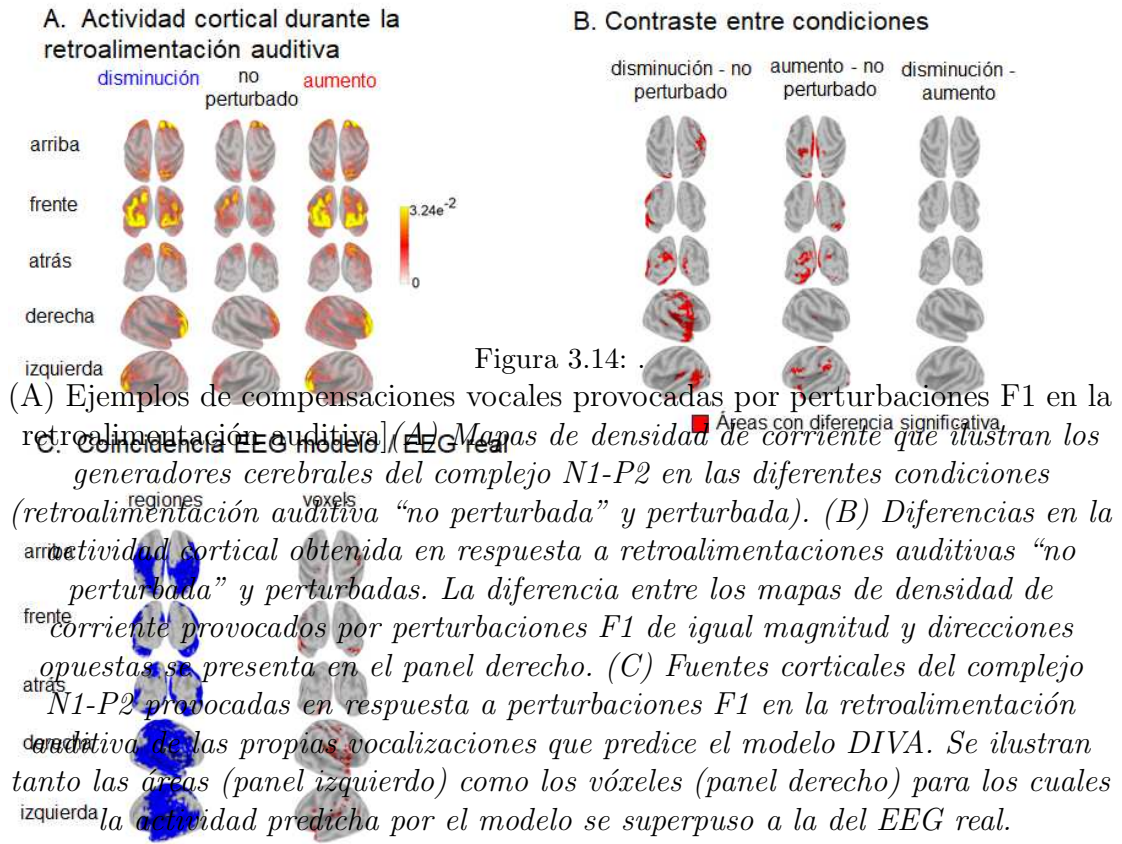 A. Actividad cortical durante la
retroalimentación auditiva
disminución
no
perturbado
aumento
arriba
frente
atrás
derecha
izquierda
3.24e-2
0
B. Contraste entre condiciones
disminución - no
perturbado
aumento - no
perturbado
disminución -
aumento
Áreas con diferencia significativa
Figura 3.14: .
(A) Ejemplos de compensaciones vocales provocadas por perturbaciones F1 en la
retroalimentación auditiva](A) Mapas de densidad de corriente que ilustran los
generadores cerebrales del complejo N1-P2 en las diferentes condiciones
(retroalimentación auditiva “no perturbada” y perturbada). (B) Diferencias en la
actividad cortical obtenida en respuesta a retroalimentaciones auditivas “no
perturbada” y perturbadas. La diferencia entre los mapas de densidad de
corriente provocados por perturbaciones F1 de igual magnitud y direcciones
opuestas se presenta en el panel derecho. (C) Fuentes corticales del complejo
N1-P2 provocadas en respuesta a perturbaciones F1 en la retroalimentación
auditiva de las propias vocalizaciones que predice el modelo DIVA. Se ilustran
tanto las áreas (panel izquierdo) como los vóxeles (panel derecho) para los cuales
la actividad predicha por el modelo se superpuso a la del EEG real.
C. Coincidencia EEG modelo / EEG real
regiones
voxels
arriba
frente
atrás
derecha
izquierda